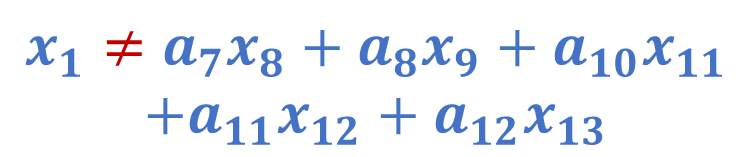 x₁ ≠ a₇x₈ + a₈x₉ + a₁₀x₁₁
+a₁₁x₁₂ + a₁₂x₁₃